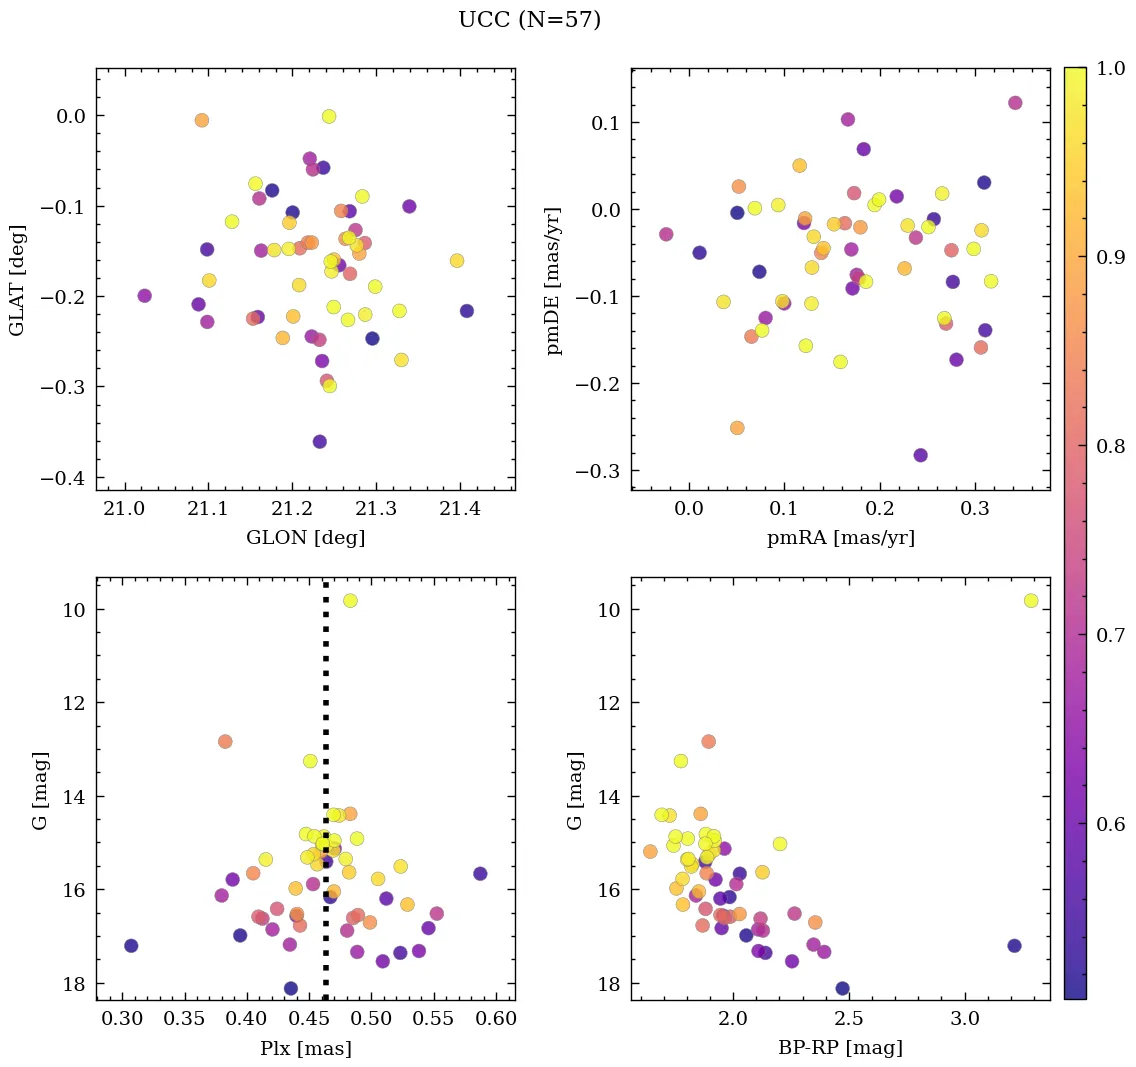 UCC (N=57)
0.0
−0.1
−0.2
−0.3
−0.4
GLAT [deg]
21.0 21.1 21.2 21.3 21.4
GLON [deg]
0.1
0.0
−0.1
−0.2
−0.3
pmDE [mas/yr]
0.0 0.1 0.2 0.3
pmRA [mas/yr]
1.0
0.9
0.8
0.7
0.6
10
12
14
16
18
G [mag]
0.30 0.35 0.40 0.45 0.50 0.55 0.60
Plx [mas]
10
12
14
16
18
G [mag]
2.0 2.5 3.0
BP-RP [mag]